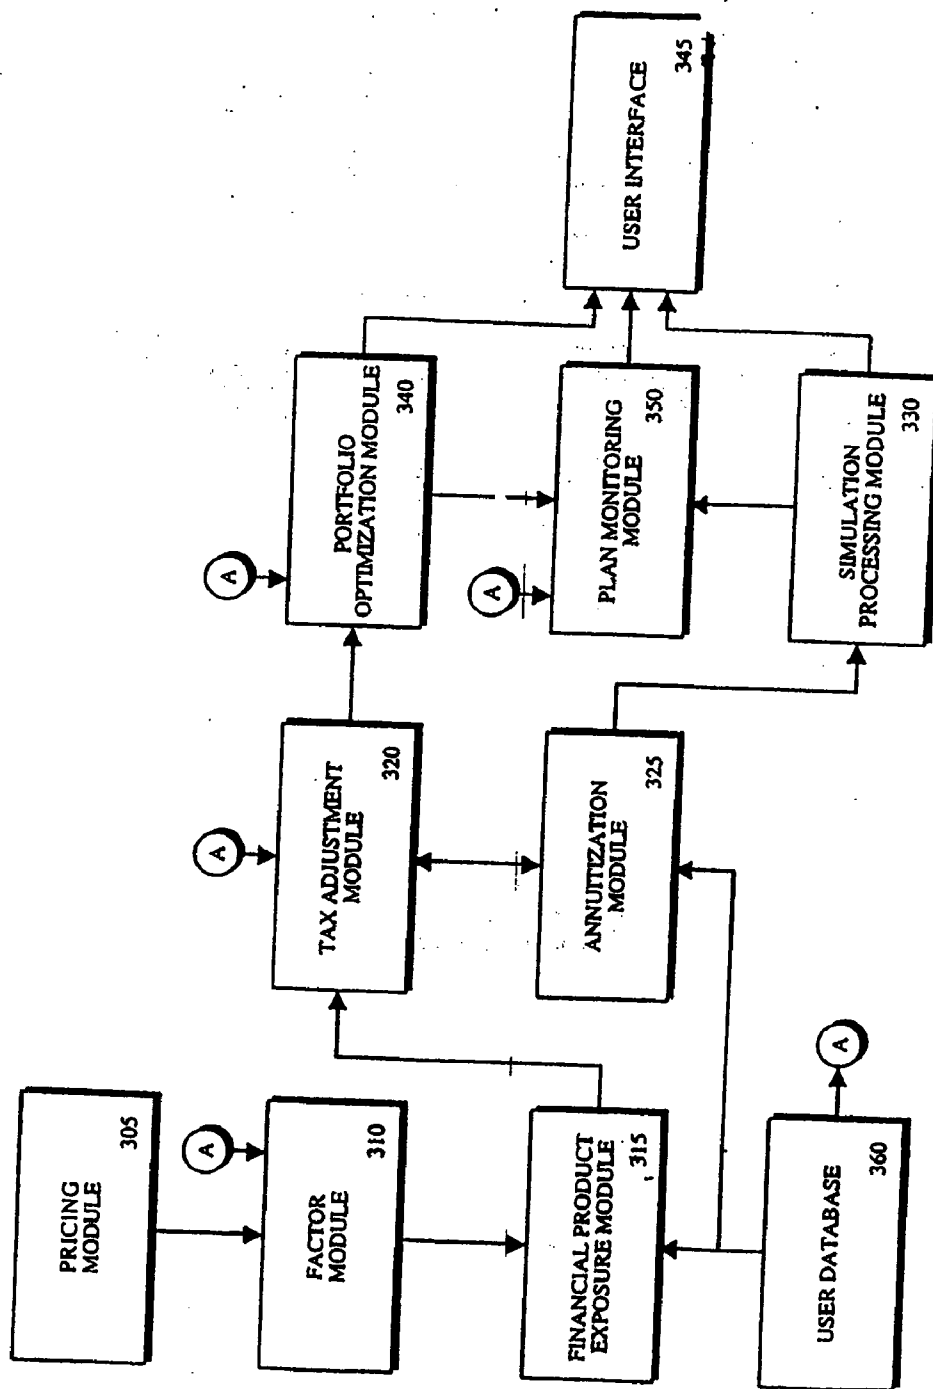 PRICING
MODULE
305
A
FACTOR
MODULE
310
FINANCIAL PRODUCT
EXPOSURE MODULE
315
USER DATABASE
360
A
A
TAX ADJUSTMENT
MODULE
320
ANNUITIZATION
MODULE
325
A
PORTFOLIO
OPTIMIZATION MODULE
340
A
PLAN MONITORING
MODULE
350
SIMULATION
PROCESSING MODULE
330
USER INTERFACE
345